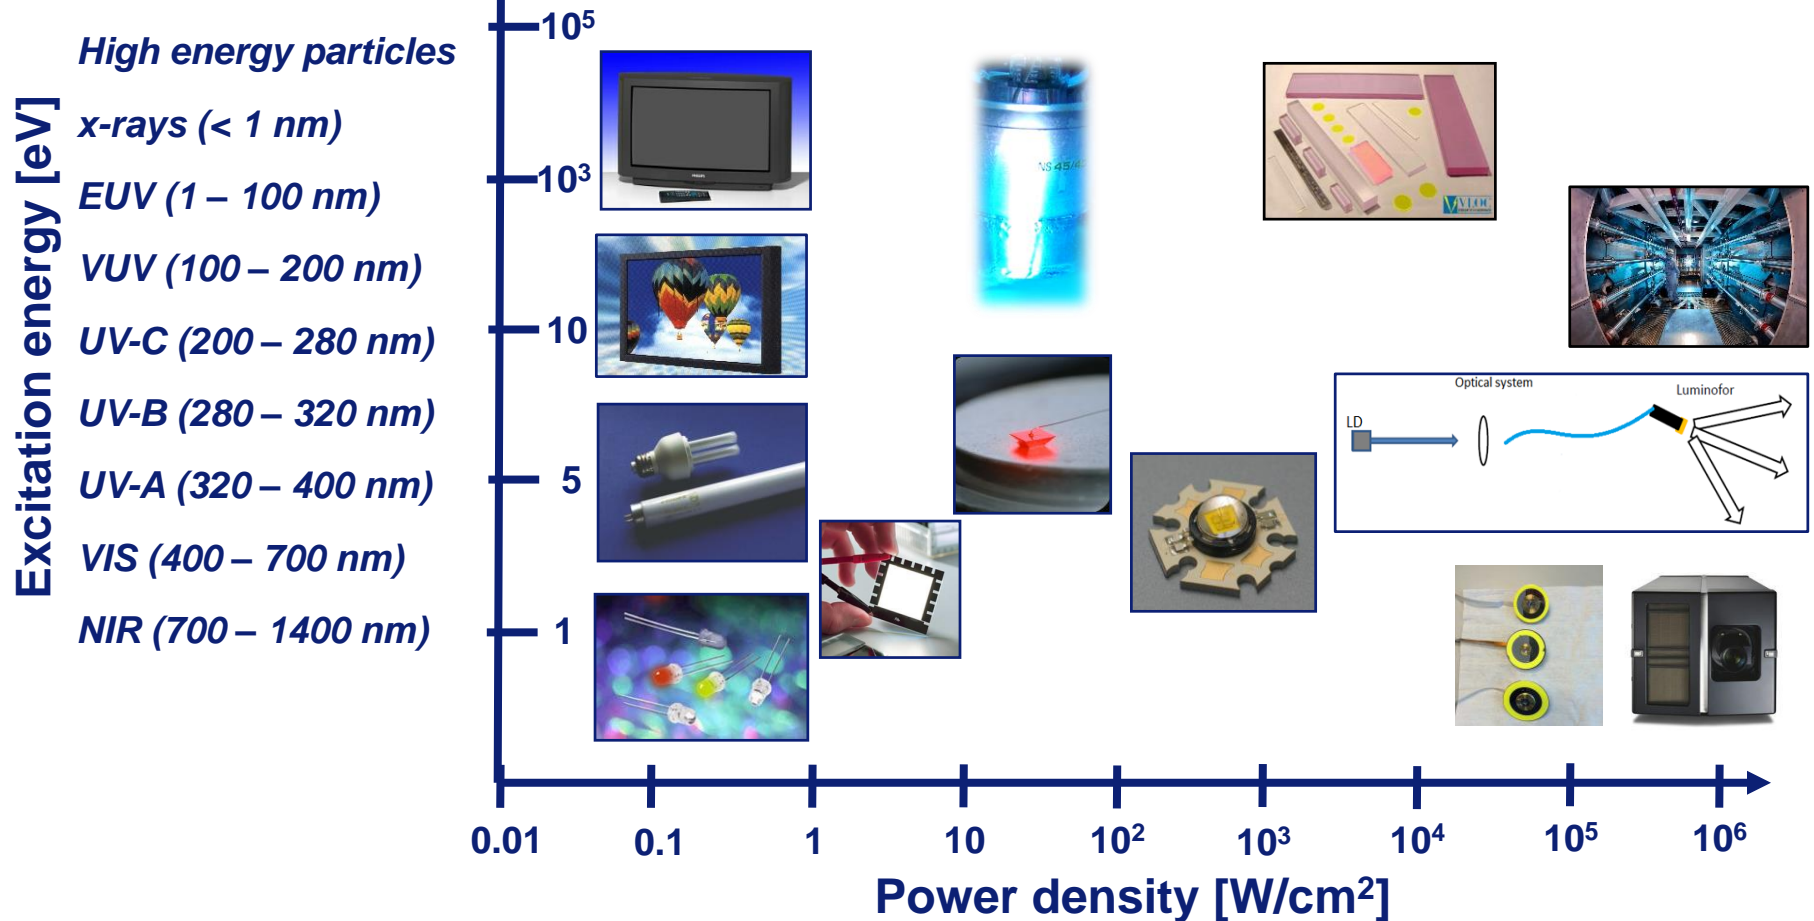 Excitation energy [eV]
High energy particles
x-rays (< 1 nm)
EUV (1 – 100 nm)
VUV (100 – 200 nm)
UV-C (200 – 280 nm)
UV-B (280 – 320 nm)
UV-A (320 – 400 nm)
VIS (400 – 700 nm)
NIR (700 – 1400 nm)
10⁵
10³
10
5
1
PHILIPS
VLOC
Optical system
Luminofor
LD
0.01
0.1
1
10
10²
10³
10⁴
10⁵
10⁶
Power density [W/cm²]